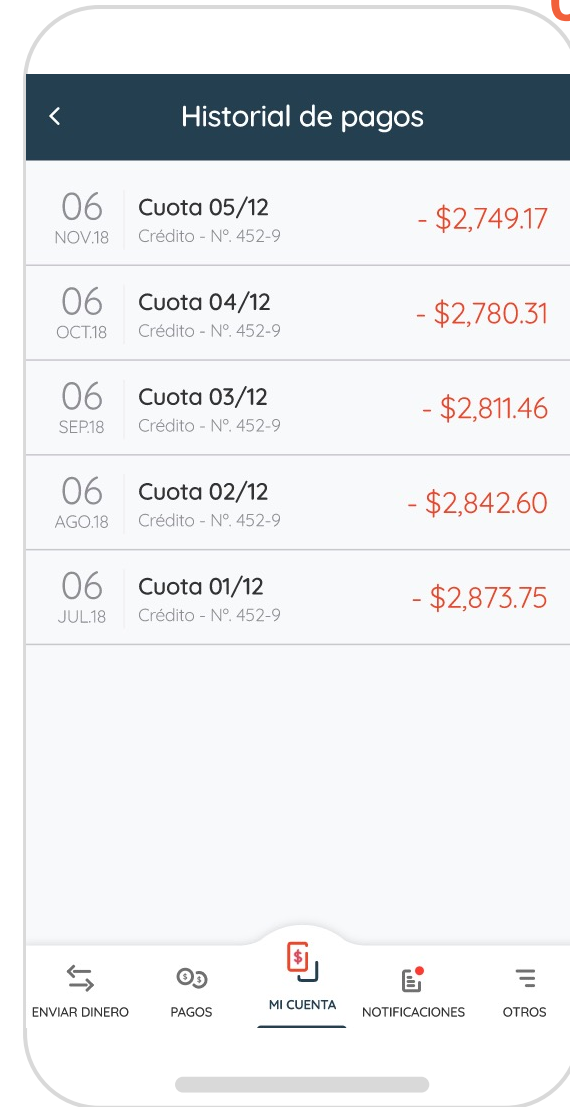 Historial de pagos
06
NOV.18
Cuota 05/12
Crédito - Nº. 452-9
- $2,749.17
06
OCT.18
Cuota 04/12
Crédito - Nº. 452-9
- $2,780.31
06
SEP.18
Cuota 03/12
Crédito - Nº. 452-9
- $2,811.46
06
AGO.18
Cuota 02/12
Crédito - Nº. 452-9
- $2,842.60
06
JUL.18
Cuota 01/12
Crédito - Nº. 452-9
- $2,873.75
ENVIAR DINERO
PAGOS
MI CUENTA
NOTIFICACIONES
OTROS